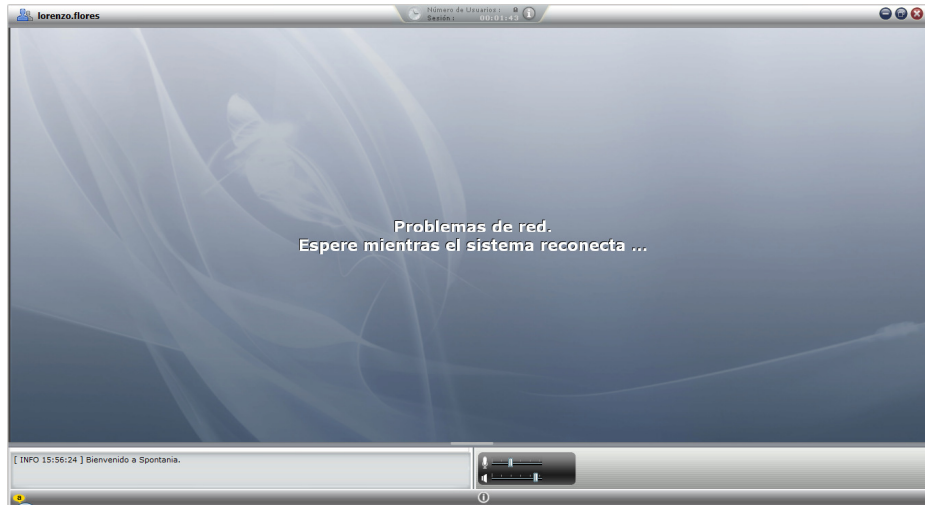 lorenzo.flores
Número de Usuarios :
Sesión : 00:01:43
Problemas de red.
Espere mientras el sistema reconecta ...
[ INFO 15:56:24 ] Bienvenido a Spontania.